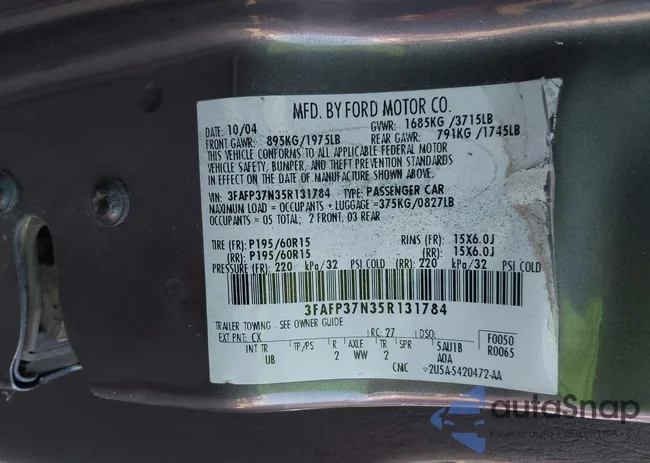 MFD. BY FORD MOTOR CO.
DATE: 10/04 GVWR: 1685KG /3715LB
FRONT GAWR: 895KG/1975LB REAR GAWR: 791KG /1745LB
THIS VEHICLE CONFORMS TO ALL APPLICABLE FEDERAL MOTOR
VEHICLE SAFETY, BUMPER, AND THEFT PREVENTION STANDARDS
IN EFFECT ON THE DATE OF MANUFACTURE SHOWN ABOVE.
VIN: 3FAFP37N35R131784 TYPE: PASSENGER CAR
MAXIMUM LOAD = OCCUPANTS + LUGGAGE =375KG/0827LB
OCCUPANTS = 05 TOTAL; 2 FRONT, 03 REAR
TIRE (FR): P195/60R15 RIMS (FR): 15X6.0J
(RR): P195/60R15 (RR): 15X6.0J
PRESSURE (FR): 220 kPa/32 PSI COLD (RR): 220 kPa/32 PSI COLD
3FAFP37N35R131784
TRAILER TOWING - SEE OWNER GUIDE
EXT PNT: CX RC: 27 DSO: F0050
INT TR TP/PS R AXLE TR SPR 5AU1B R0065
UB 2 WW 2 AOA
CMC 2U5A-5420472-AA
autoSnap